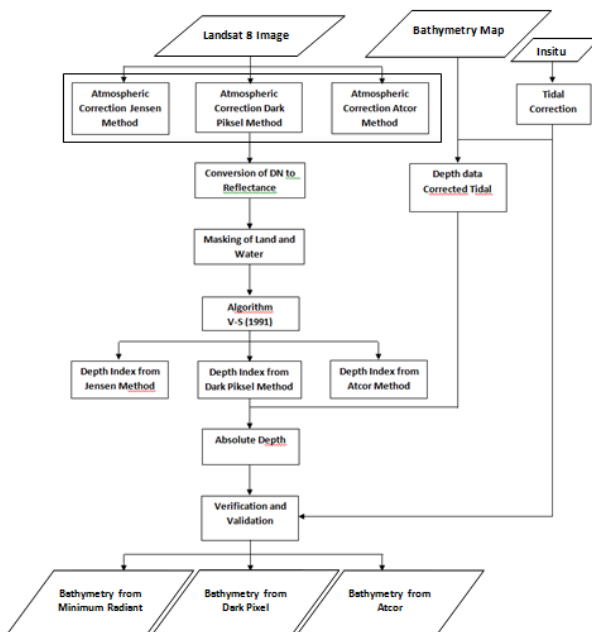 Landsat 8 Image
Bathymetry Map
Insitu
Atmospheric
Correction Jensen
Method
Atmospheric
Correction Dark
Piksel Method
Atmospheric
Correction Atcor
Method
Tidal
Correction
Conversion of DN to
Reflectance
Depth data
Corrected Tidal
Masking of Land and
Water
Algorithm
V-S (1991)
Depth Index from
Jensen Method
Depth Index from
Dark Piksel Method
Depth Index from
Atcor Method
Absolute Depth
Verification and
Validation
Bathymetry from
Minimum Radiant
Bathymetry from
Dark Pixel
Bathymetry from
Atcor